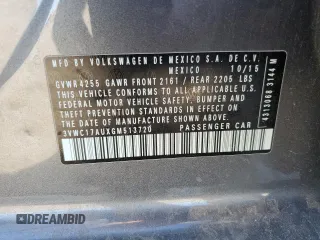 MFD BY VOLKSWAGEN DE MEXICO S.A. DE C.V.
MEXICO 10/15
GVWR 4255 GAWR FRONT 2161 / REAR 2205 LBS
THIS VEHICLE CONFORMS TO ALL APPLICABLE
FEDERAL MOTOR VEHICLE SAFETY, BUMPER AND
THEFT PREVENTION STANDARDS IN EFFECT ON
THE DATE OF MANUFACTURE SHOWN ABOVE.
3VWC17AUXGM513720 PASSENGER CAR
1S13068 3144 M
DREAMBID